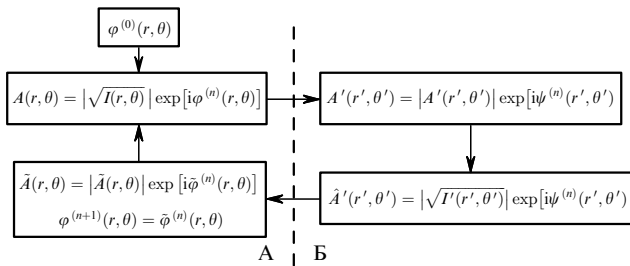 φ⁽⁰⁾(r, θ)
A(r, θ) = |√I(r, θ)| exp[iφ⁽ⁿ⁾(r, θ)]
A′(r′, θ′) = |A′(r′, θ′)| exp[iψ⁽ⁿ⁾(r′, θ′)
Ã(r, θ) = |Ã(r, θ)| exp [iφ̃⁽ⁿ⁾(r, θ)]
φ⁽ⁿ⁺¹⁾(r, θ) = φ̃⁽ⁿ⁾(r, θ)
Â′(r′, θ′) = |√I′(r′, θ′)| exp[iψ⁽ⁿ⁾(r′, θ′)
А Б